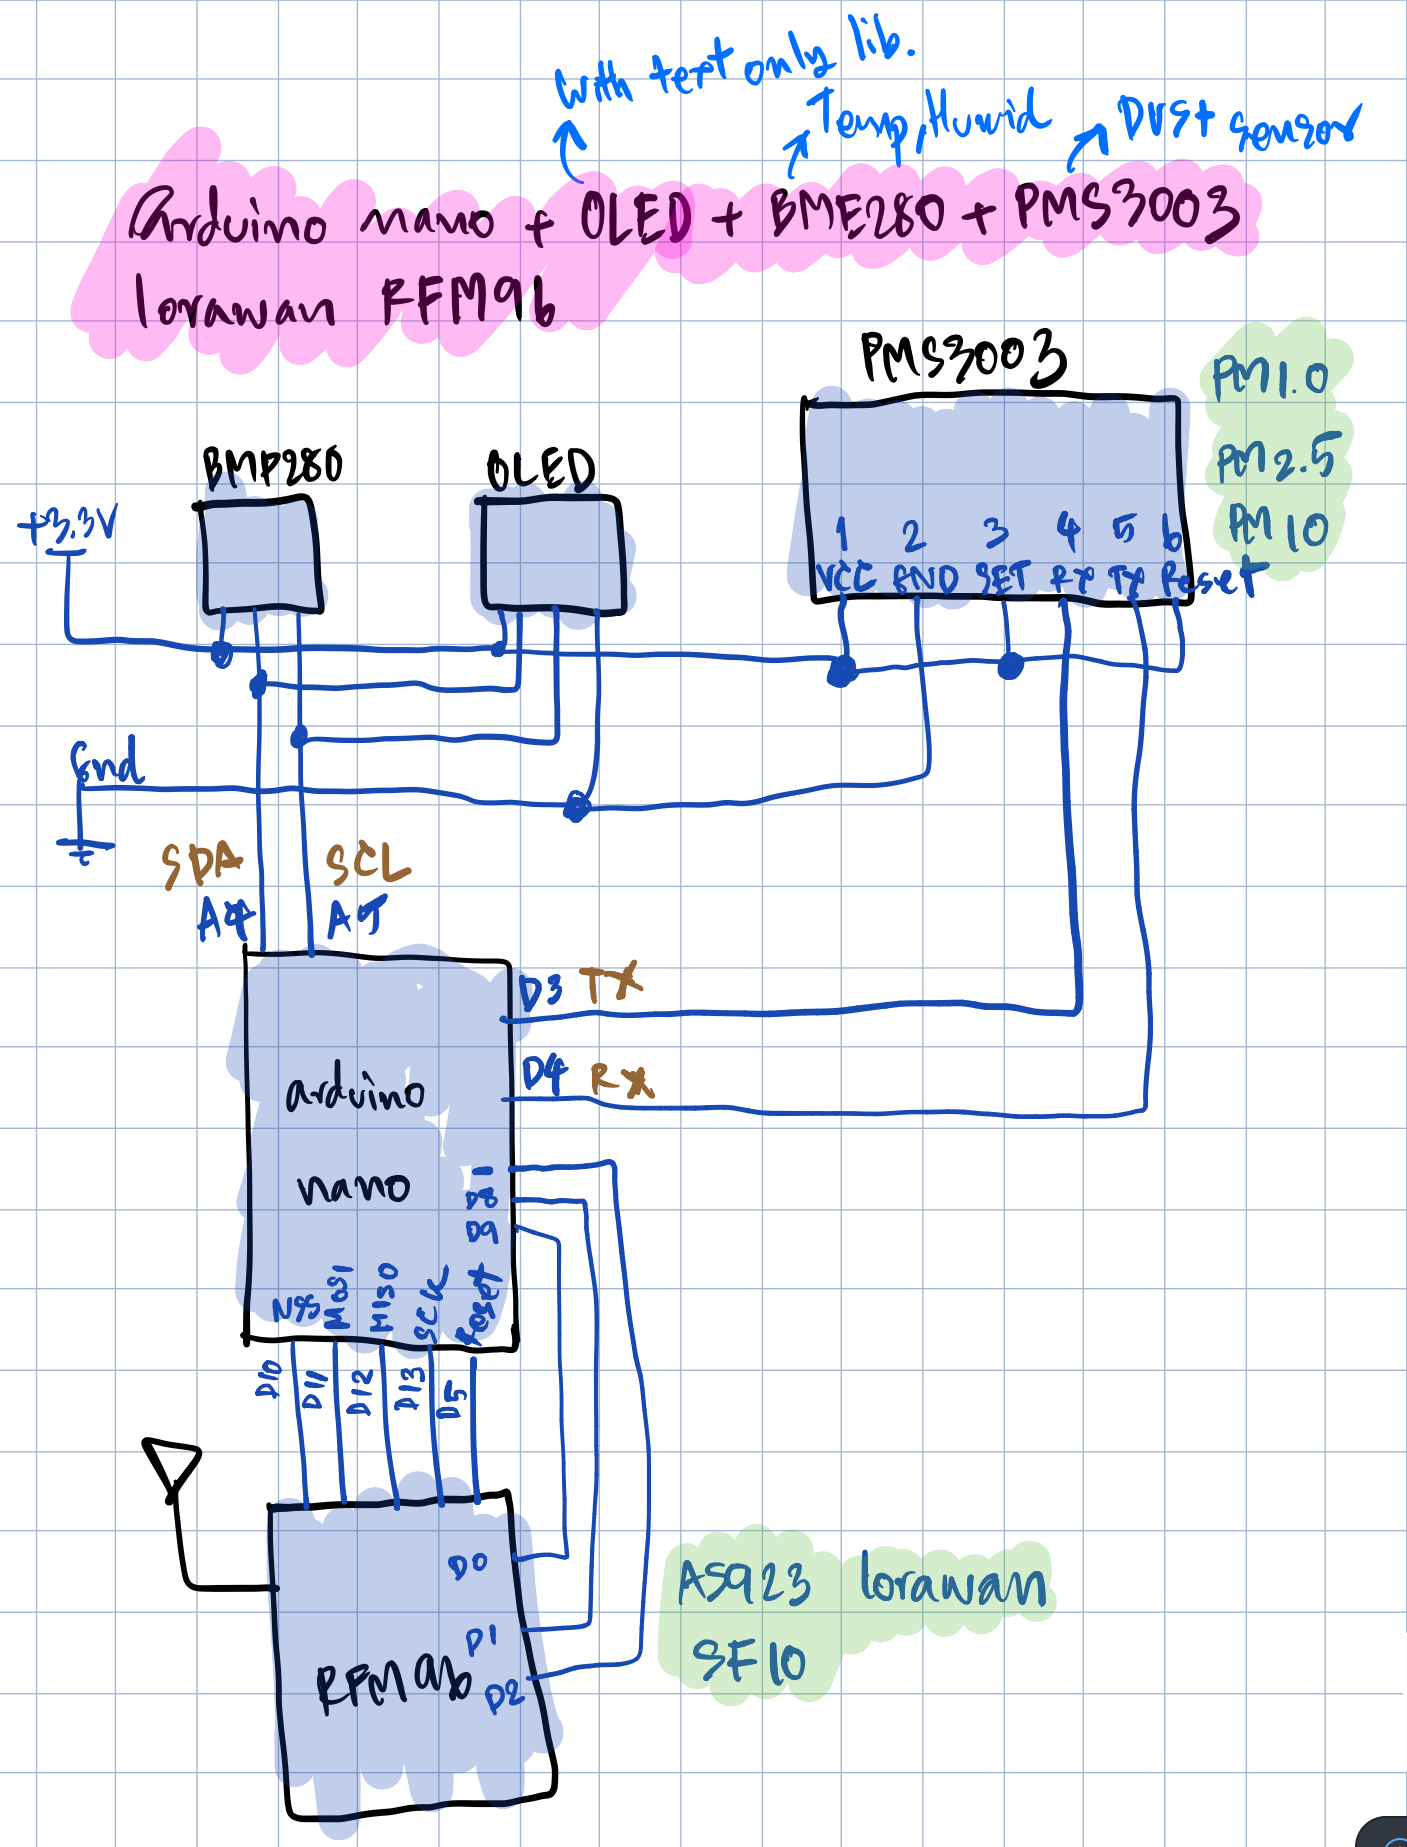 with text only lib.
Temp, Humid
Dust sensor
Arduino nano + OLED + BME280 + PMS3003
lorawan RFM96
PMS3003
PM1.0
PM2.5
PM10
BMP280
OLED
+3.3V
1 2 3 4 5 6
VCC GND SET RX TX Reset
Gnd
SDA SCL
A4 A5
D3 TX
D4 RX
arduino
nano
D8
D9
NSS MOSI MISO SCK Reset
D10 D11 D12 D13 D5
D0
D1
D2
RFM96
AS923 lorawan
SF10